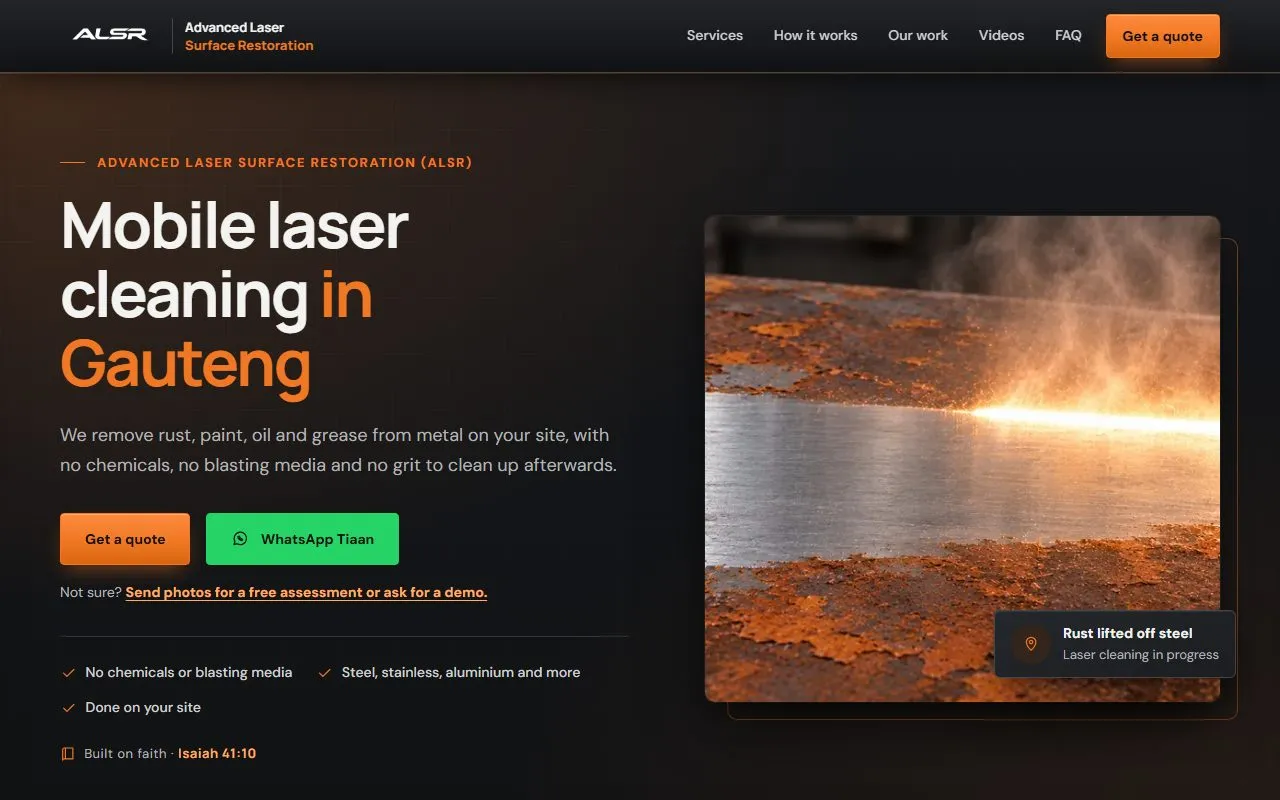 ALSR
Advanced Laser
Surface Restoration
Services
How it works
Our work
Videos
FAQ
Get a quote
ADVANCED LASER SURFACE RESTORATION (ALSR)
Mobile laser
cleaning in
Gauteng
We remove rust, paint, oil and grease from metal on your site, with
no chemicals, no blasting media and no grit to clean up afterwards.
Get a quote
WhatsApp Tiaan
Not sure? Send photos for a free assessment or ask for a demo.
No chemicals or blasting media
Steel, stainless, aluminium and more
Done on your site
Built on faith · Isaiah 41:10
Rust lifted off steel
Laser cleaning in progress